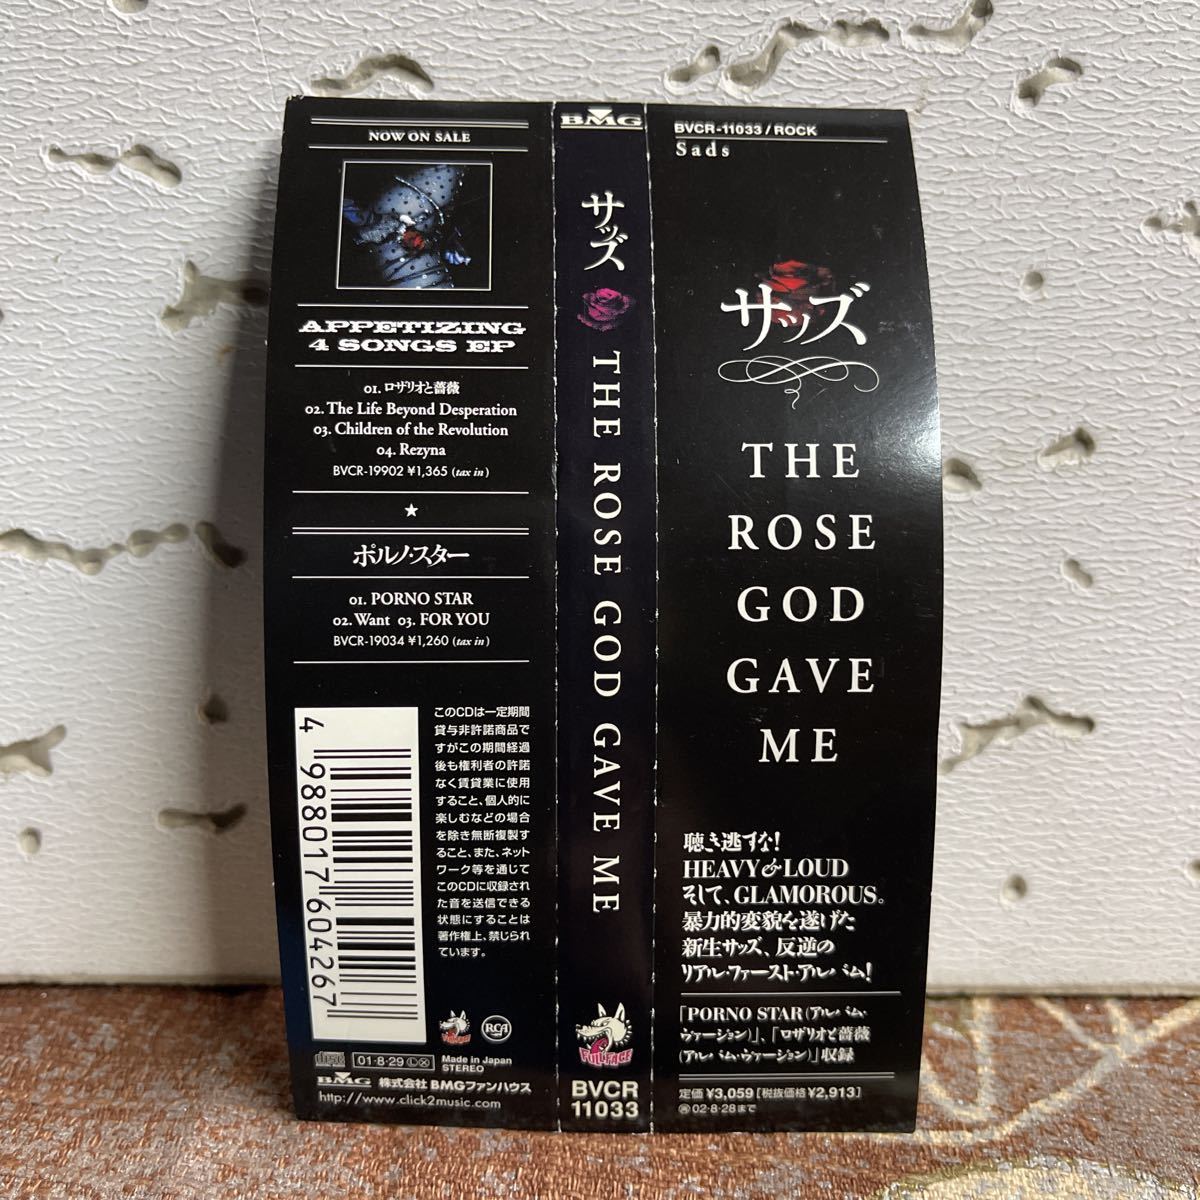 NOW ON SALE
APPETIZING
4 SONGS EP
01. ロザリオと薔薇
02. The Life Beyond Desperation
03. Children of the Revolution
04. Rezyna
BVCR-19902 ¥1,365 (tax in)
★
ポルノ・スター
01. PORNO STAR
02. Want 03. FOR YOU
BVCR-19034 ¥1,260 (tax in)
このCDは一定期間
貸与非許諾商品で
すがこの期間経過
後も権利者の許諾
なく賃貸業に使用
すること、個人的に
楽しむなどの場合
を除き無断複製す
ること、また、ネット
ワーク等を通じて
このCDに収録され
た音を送信できる
状態にすることは
著作権上、禁じられ
ています。
4 988017 604267
FULLFACE
RCA
disc
01・8・29 Ⓛ Ⓧ
Made in Japan
STEREO
BMG 株式会社BMGファンハウス
http://www.click2music.com
BMG
サッズ
THE ROSE GOD GAVE ME
FULLFACE
BVCR
11033
BVCR-11033/ROCK
Sads
サッズ
THE
ROSE
GOD
GAVE
ME
聴き逃すな!
HEAVY&LOUD
そして、GLAMOROUS。
暴力的変貌を遂げた
新生サッズ、反逆の
リアル・ファースト・アルバム!
「PORNO STAR(アルバム・
ヴァージョン)」、「ロザリオと薔薇
(アルバム・ヴァージョン)」収録
定価 ¥3,059 [税抜価格 ¥2,913]
㋘02・8・28まで